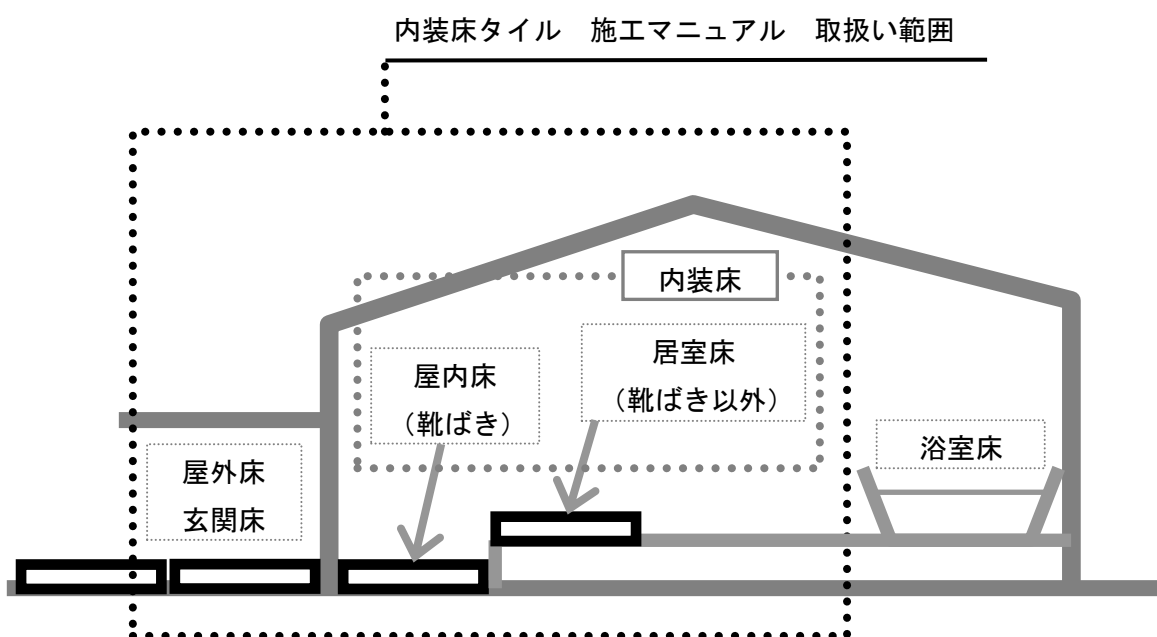 内装床タイル　施工マニュアル　取扱い範囲
内装床
居室床
（靴ばき以外）
屋内床
（靴ばき）
浴室床
屋外床
玄関床